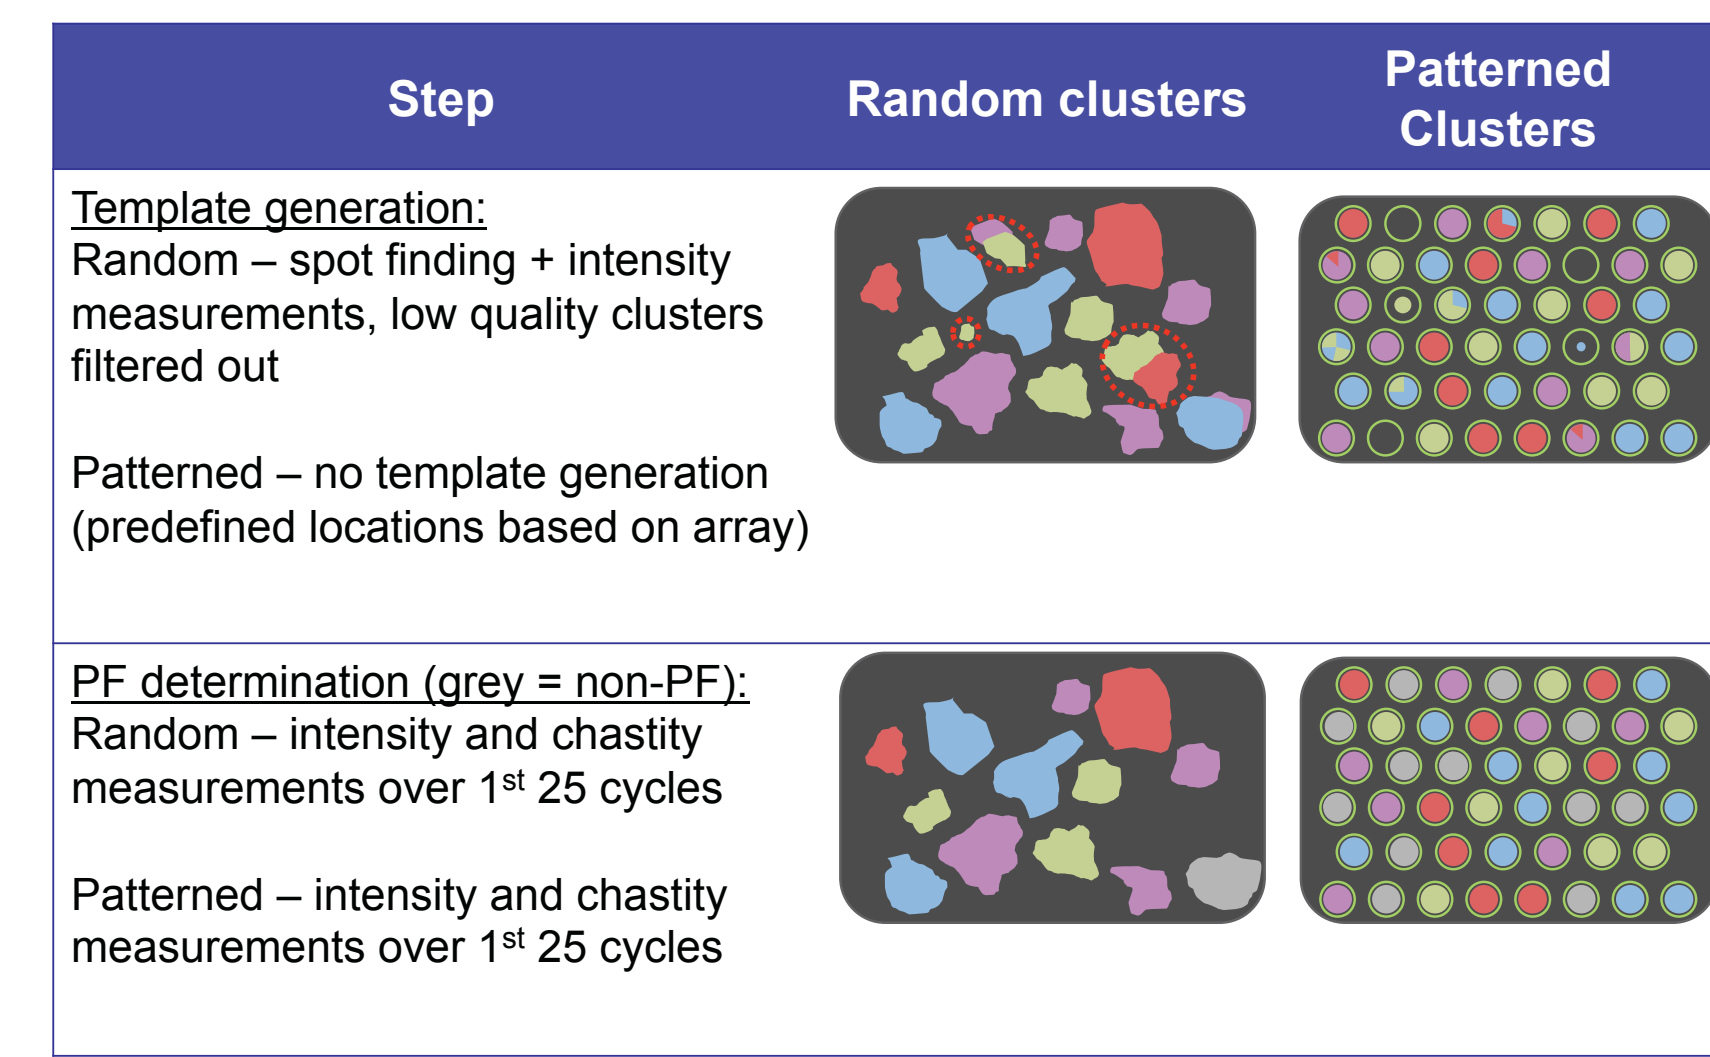 Step
Random clusters
Patterned
Clusters
Template generation:
Random – spot finding + intensity
measurements, low quality clusters
filtered out
Patterned – no template generation
(predefined locations based on array)
PF determination (grey = non-PF):
Random – intensity and chastity
measurements over 1st 25 cycles
Patterned – intensity and chastity
measurements over 1st 25 cycles